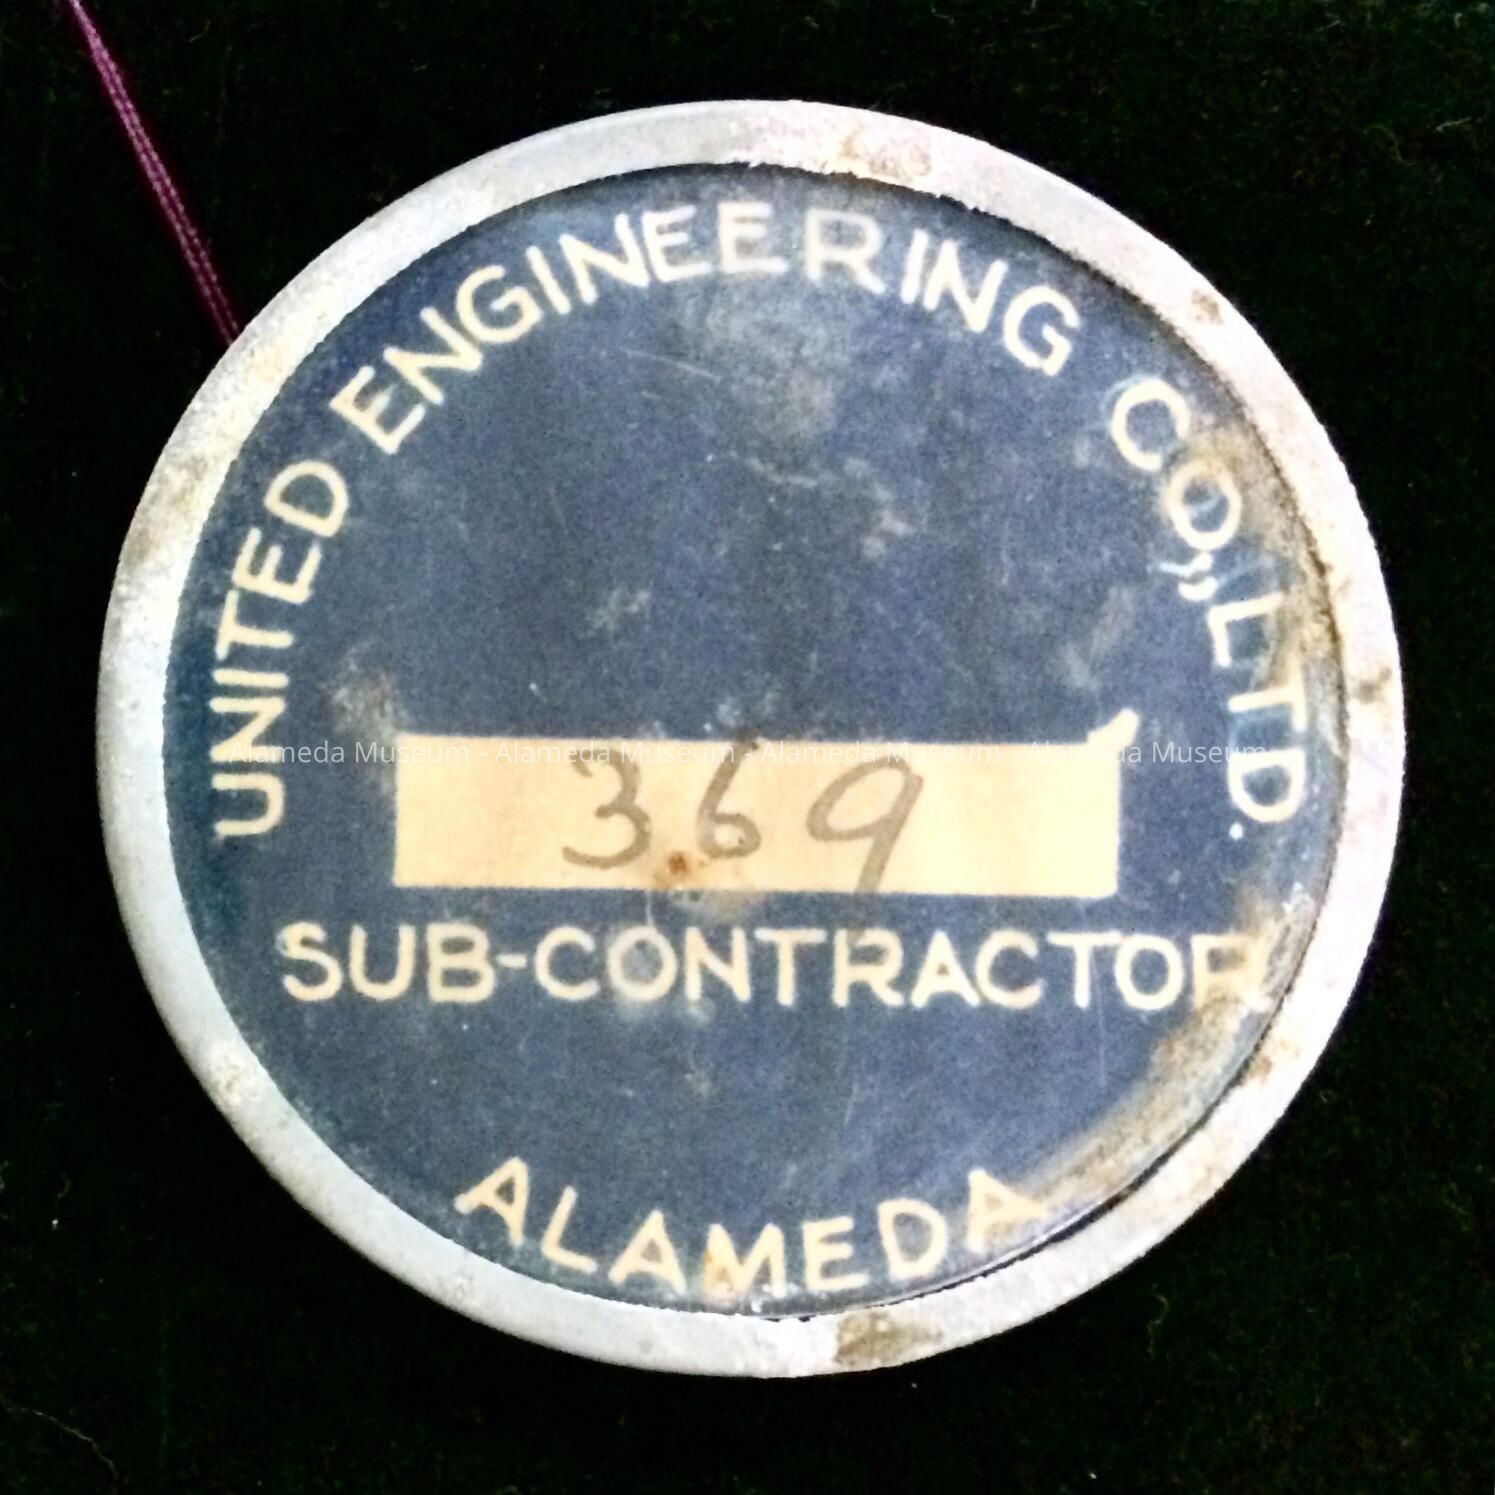 UNITED ENGINEERING CO., LTD.
Alameda Museum - Alameda Museum - Alameda Museum - Alameda Museum
369
SUB-CONTRACTOR
ALAMEDA